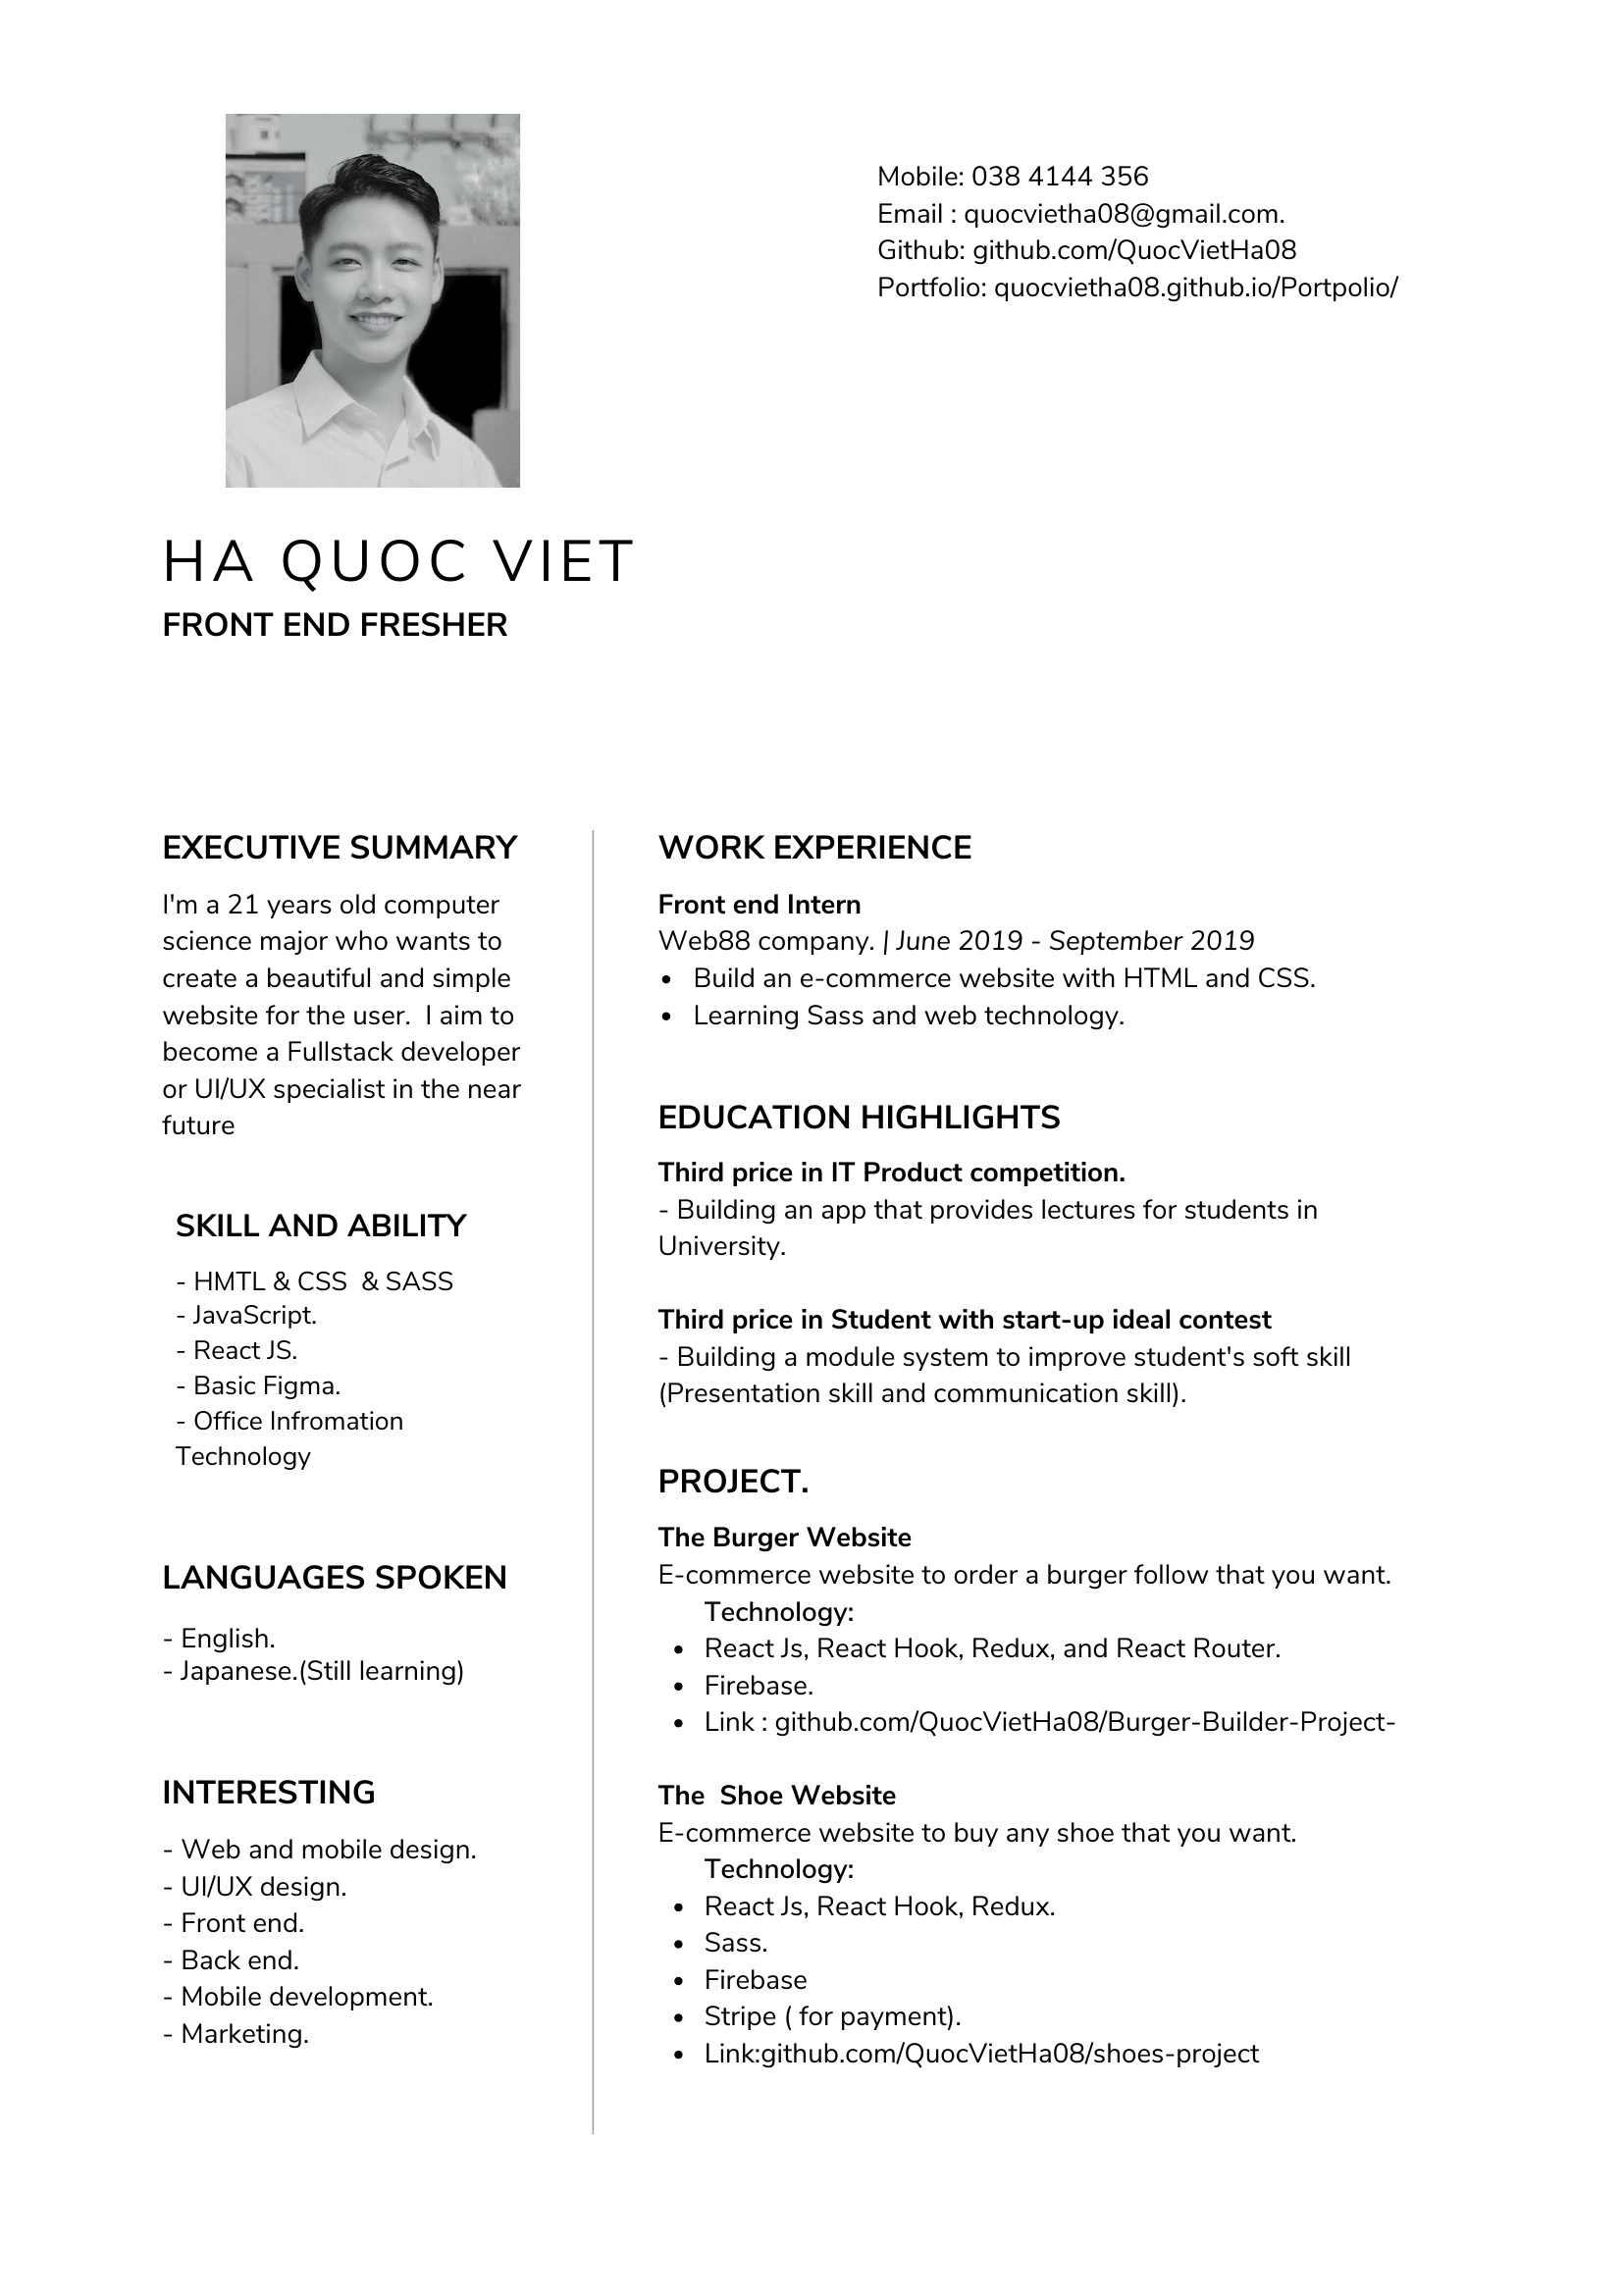 Mobile: 038 4144 356
Email : quocvietha08@gmail.com.
Github: github.com/QuocVietHa08
Portfolio: quocvietha08.github.io/Portpolio/
HA QUOC VIET
FRONT END FRESHER
EXECUTIVE SUMMARY
I'm a 21 years old computer
science major who wants to
create a beautiful and simple
website for the user.  I aim to
become a Fullstack developer
or UI/UX specialist in the near
future
SKILL AND ABILITY
- HMTL & CSS  & SASS
- JavaScript.
- React JS.
- Basic Figma.
- Office Infromation
Technology
LANGUAGES SPOKEN
- English.
- Japanese.(Still learning)
INTERESTING
- Web and mobile design.
- UI/UX design.
- Front end.
- Back end.
- Mobile development.
- Marketing.
WORK EXPERIENCE
Front end Intern
Web88 company. | June 2019 - September 2019
• Build an e-commerce website with HTML and CSS.
• Learning Sass and web technology.
EDUCATION HIGHLIGHTS
Third price in IT Product competition.
- Building an app that provides lectures for students in
University.
Third price in Student with start-up ideal contest
- Building a module system to improve student's soft skill
(Presentation skill and communication skill).
PROJECT.
The Burger Website
E-commerce website to order a burger follow that you want.
Technology:
• React Js, React Hook, Redux, and React Router.
• Firebase.
• Link : github.com/QuocVietHa08/Burger-Builder-Project-
The  Shoe Website
E-commerce website to buy any shoe that you want.
Technology:
• React Js, React Hook, Redux.
• Sass.
• Firebase
• Stripe ( for payment).
• Link:github.com/QuocVietHa08/shoes-project